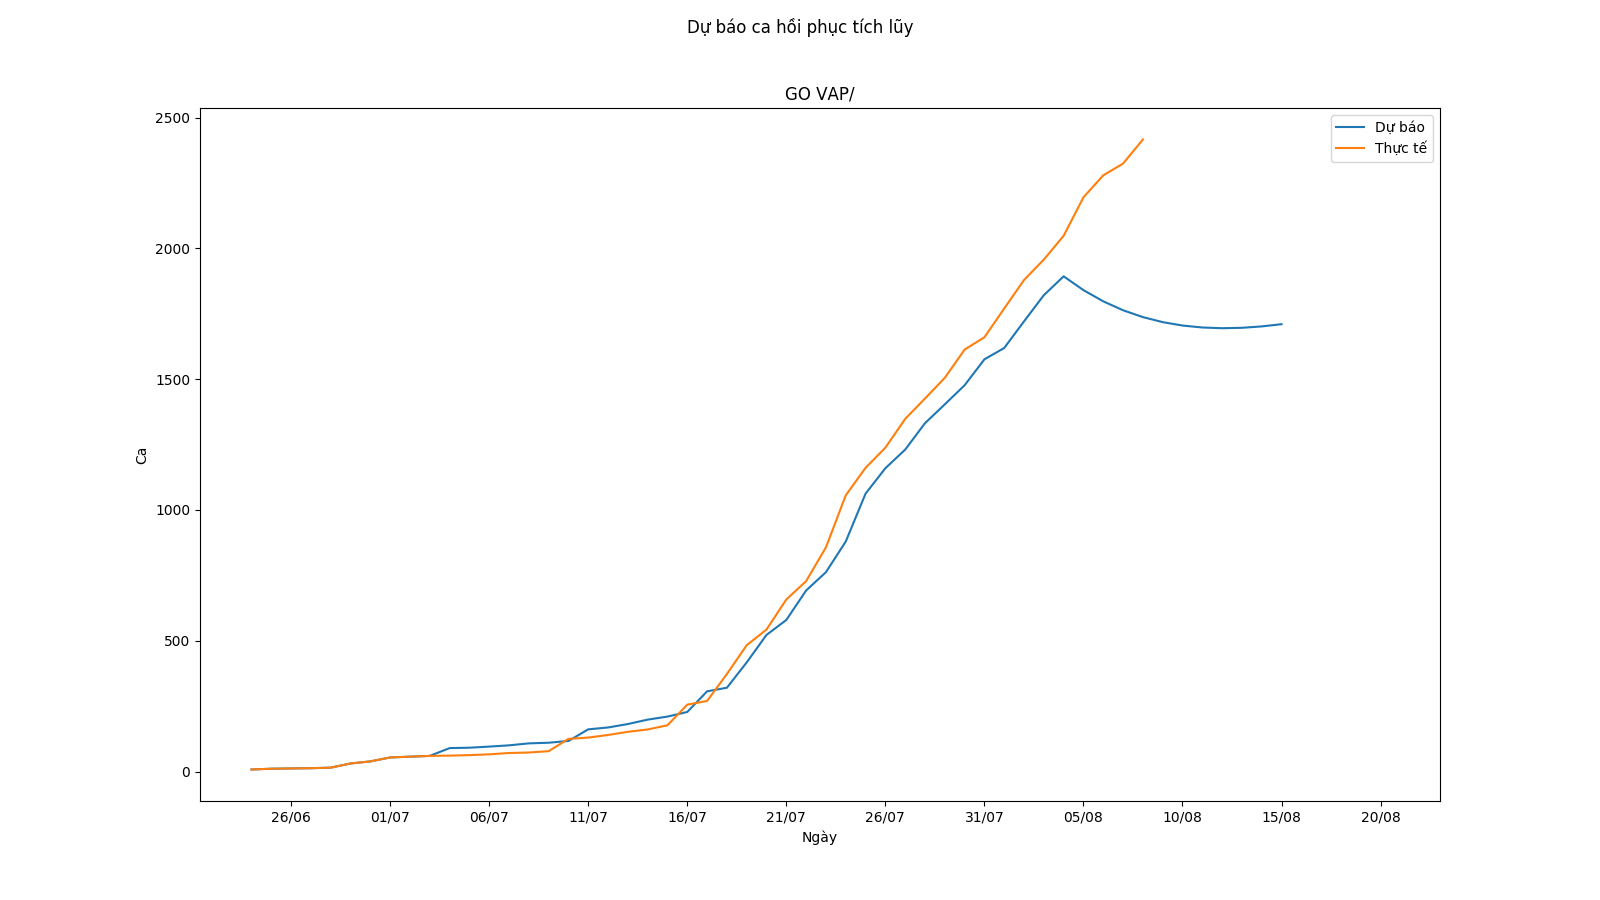 Dự báo ca hồi phục tích lũy
GO VAP/
Dự báo
Thực tế
2500
2000
1500
1000
500
0
Ca
26/06 01/07 06/07 11/07 16/07 21/07 26/07 31/07 05/08 10/08 15/08 20/08
Ngày